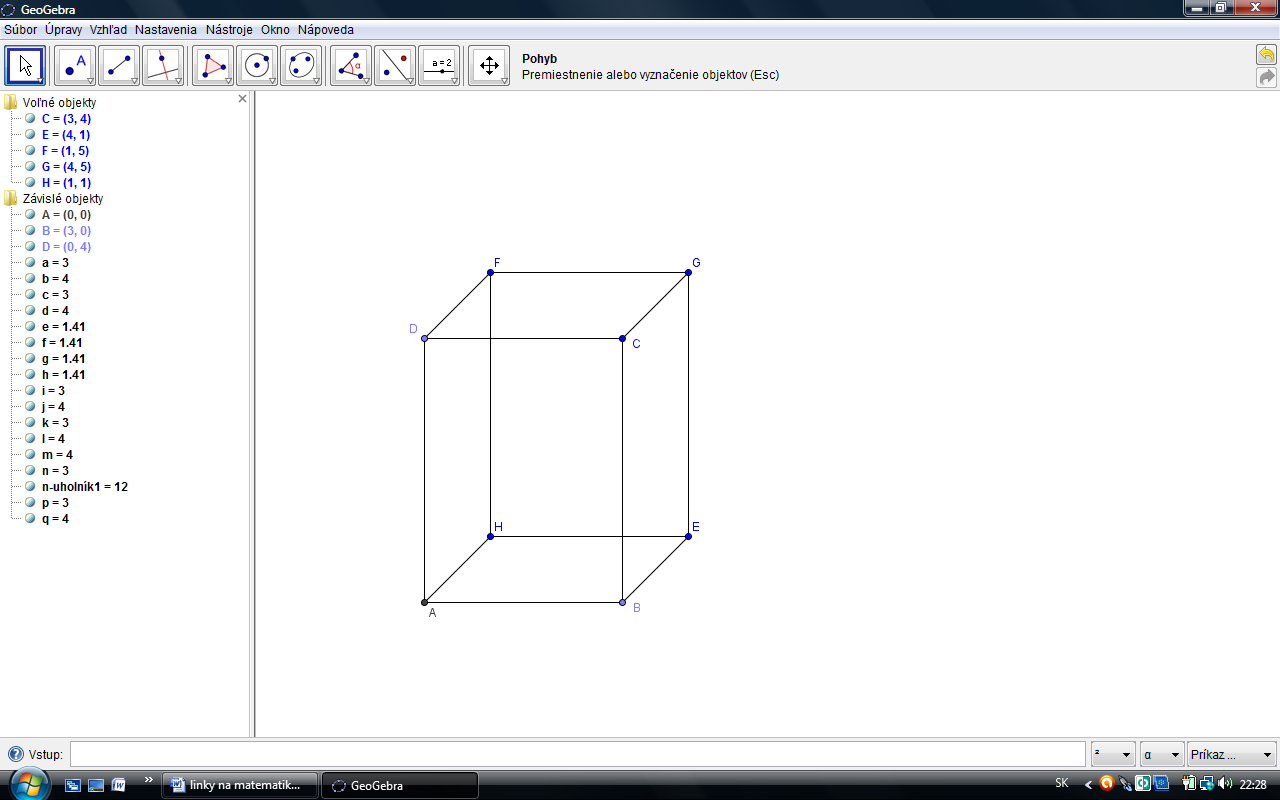 GeoGebra
Súbor Úpravy Vzhľad Nastavenia Nástroje Okno Nápoveda
A
α
a = 2
Pohyb
Premiestnenie alebo vyznačenie objektov (Esc)
Voľné objekty
C = (3, 4)
E = (4, 1)
F = (1, 5)
G = (4, 5)
H = (1, 1)
Závislé objekty
A = (0, 0)
B = (3, 0)
D = (0, 4)
a = 3
b = 4
c = 3
d = 4
e = 1.41
f = 1.41
g = 1.41
h = 1.41
i = 3
j = 4
k = 3
l = 4
m = 4
n = 3
n-uholník1 = 12
p = 3
q = 4
F G
D C
H E
A B
Vstup: ² α Príkaz ...
» linky na matematik... GeoGebra SK 22:28